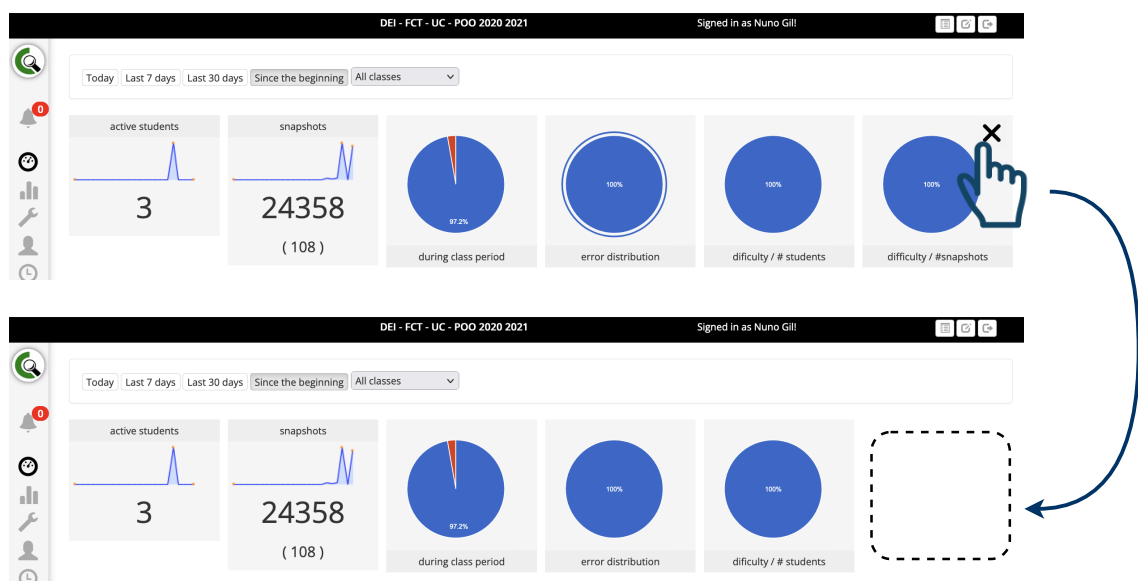 DEI - FCT - UC - POO 2020 2021 Signed in as Nuno Gil!
0
Today Last 7 days Last 30 days Since the beginning All classes
active students snapshots
3 24358
( 108 )
97.2% 100% 100% 100%
during class period error distribution dificulty / # students difficulty / #snapshots
DEI - FCT - UC - POO 2020 2021 Signed in as Nuno Gil!
0
Today Last 7 days Last 30 days Since the beginning All classes
active students snapshots
3 24358
( 108 )
97.2% 100% 100%
during class period error distribution dificulty / # students